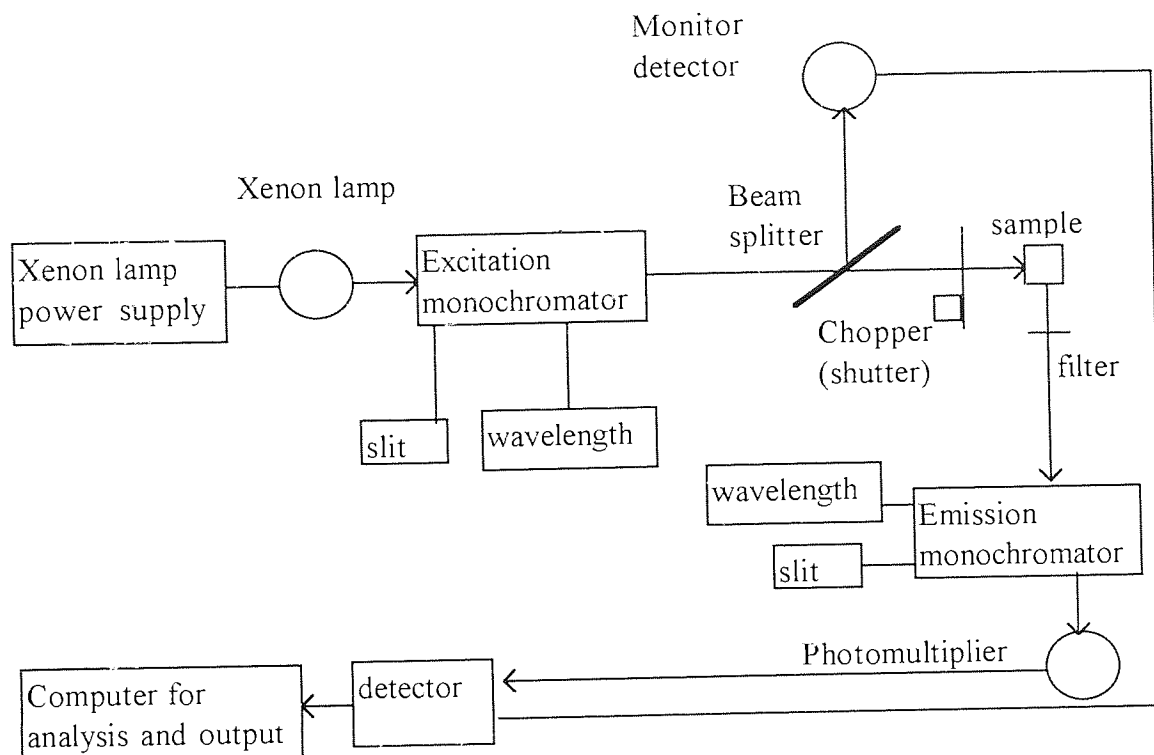 Monitor
detector
Xenon lamp
Beam
splitter
sample
Xenon lamp
power supply
Excitation
monochromator
Chopper
(shutter)
filter
slit
wavelength
wavelength
Emission
monochromator
slit
Photomultiplier
detector
Computer for
analysis and output